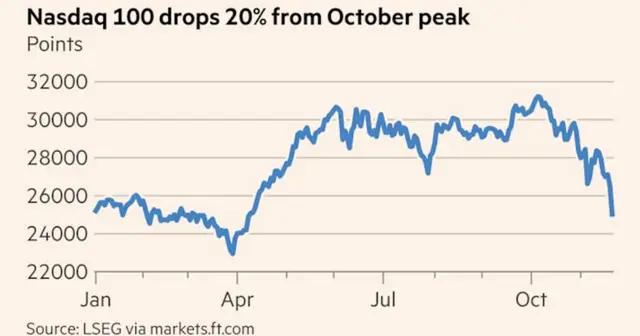 Nasdaq 100 drops 20% from October peak
Points
32000
30000
28000
26000
24000
22000
Jan Apr Jul Oct
Source: LSEG via markets.ft.com